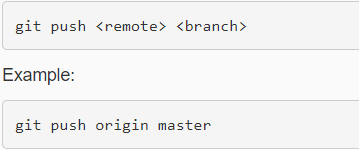 git push <remote> <branch>
Example:
git push origin master